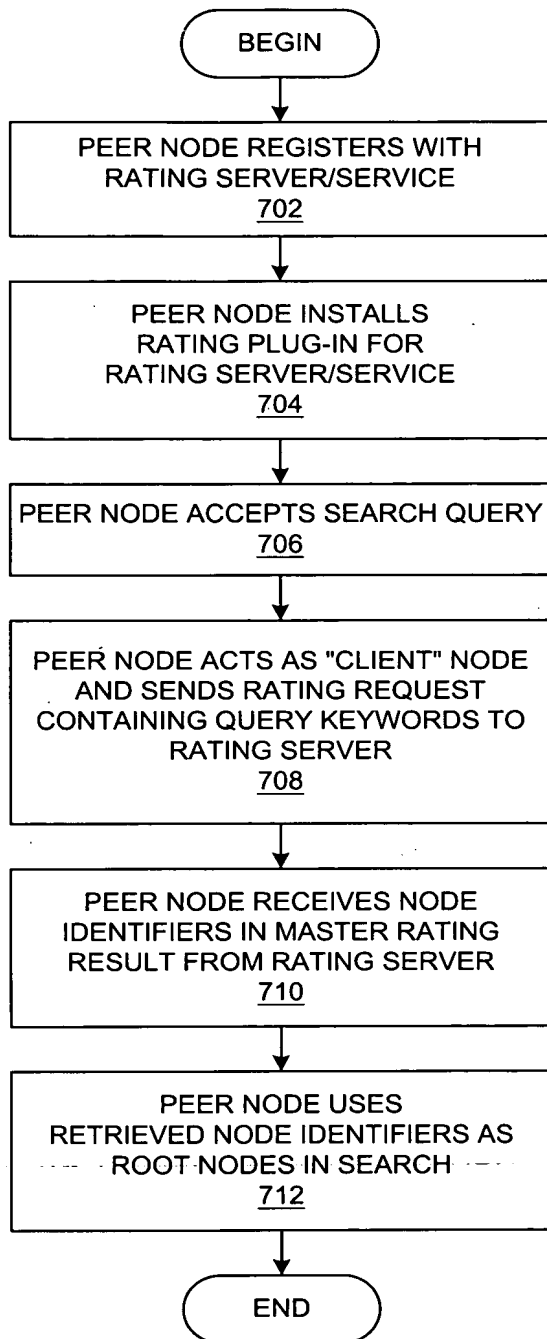 BEGIN
PEER NODE REGISTERS WITH
RATING SERVER/SERVICE
702
PEER NODE INSTALLS
RATING PLUG-IN FOR
RATING SERVER/SERVICE
704
PEER NODE ACCEPTS SEARCH QUERY
706
PEER NODE ACTS AS "CLIENT" NODE
AND SENDS RATING REQUEST
CONTAINING QUERY KEYWORDS TO
RATING SERVER
708
PEER NODE RECEIVES NODE
IDENTIFIERS IN MASTER RATING
RESULT FROM RATING SERVER
710
PEER NODE USES
RETRIEVED NODE IDENTIFIERS AS
ROOT NODES IN SEARCH
712
END